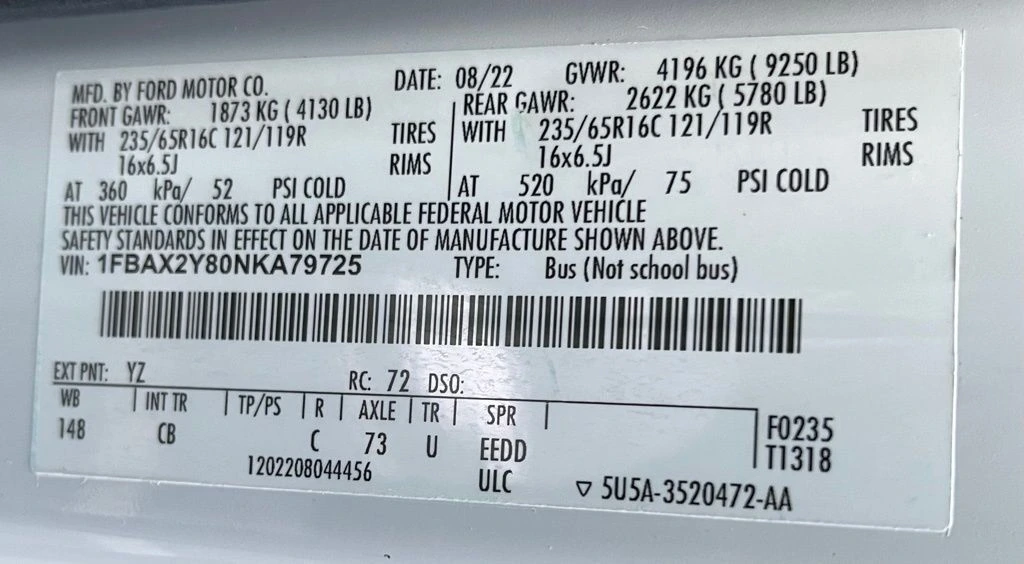 MFD. BY FORD MOTOR CO. DATE: 08/22 GVWR: 4196 KG ( 9250 LB)
FRONT GAWR: 1873 KG ( 4130 LB) REAR GAWR: 2622 KG ( 5780 LB)
WITH 235/65R16C 121/119R TIRES WITH 235/65R16C 121/119R TIRES
16x6.5J RIMS 16x6.5J RIMS
AT 360 kPa/ 52 PSI COLD AT 520 kPa/ 75 PSI COLD
THIS VEHICLE CONFORMS TO ALL APPLICABLE FEDERAL MOTOR VEHICLE
SAFETY STANDARDS IN EFFECT ON THE DATE OF MANUFACTURE SHOWN ABOVE.
VIN: 1FBAX2Y80NKA79725 TYPE: Bus (Not school bus)
EXT PNT: YZ RC: 72 DSO:
WB INT TR TP/PS R AXLE TR SPR F0235
148 CB C 73 U EEDD T1318
1202208044456 ULC ▽ 5U5A-3520472-AA